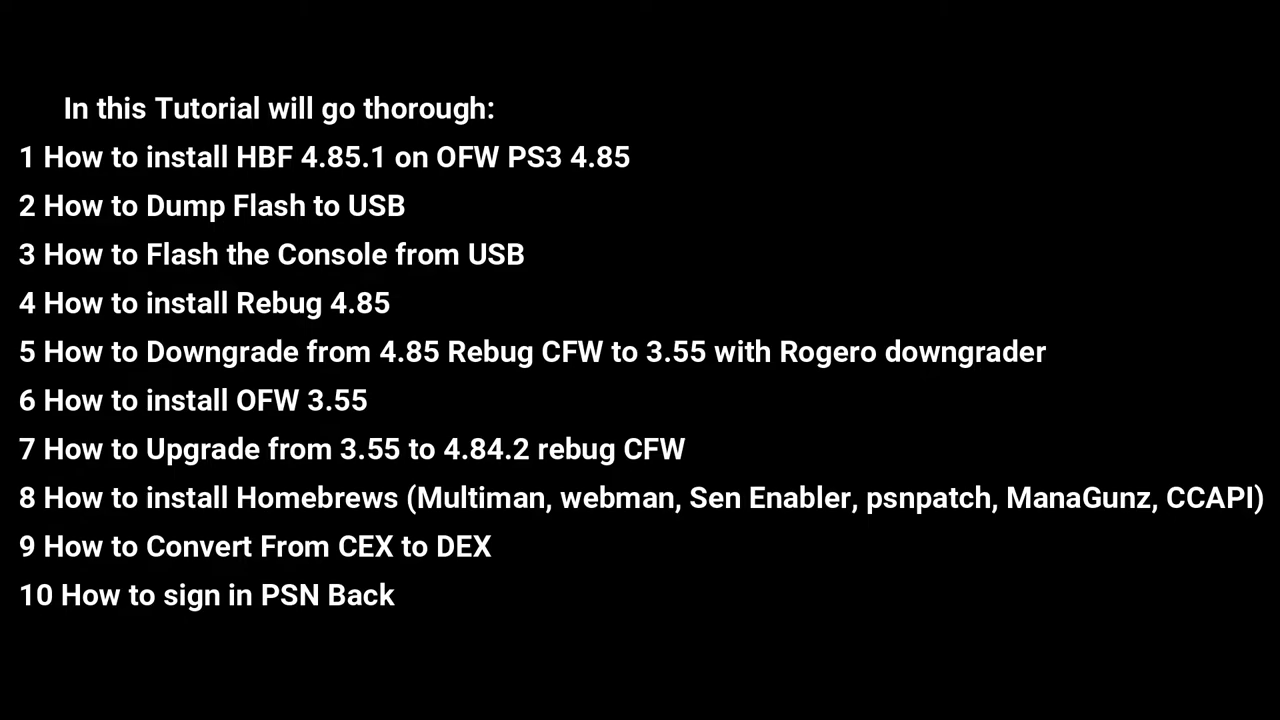 In this Tutorial will go thorough:
1 How to install HBF 4.85.1 on OFW PS3 4.85
2 How to Dump Flash to USB
3 How to Flash the Console from USB
4 How to install Rebug 4.85
5 How to Downgrade from 4.85 Rebug CFW to 3.55 with Rogero downgrader
6 How to install OFW 3.55
7 How to Upgrade from 3.55 to 4.84.2 rebug CFW
8 How to install Homebrews (Multiman, webman, Sen Enabler, psnpatch, ManaGunz, CCAPI)
9 How to Convert From CEX to DEX
10 How to sign in PSN Back